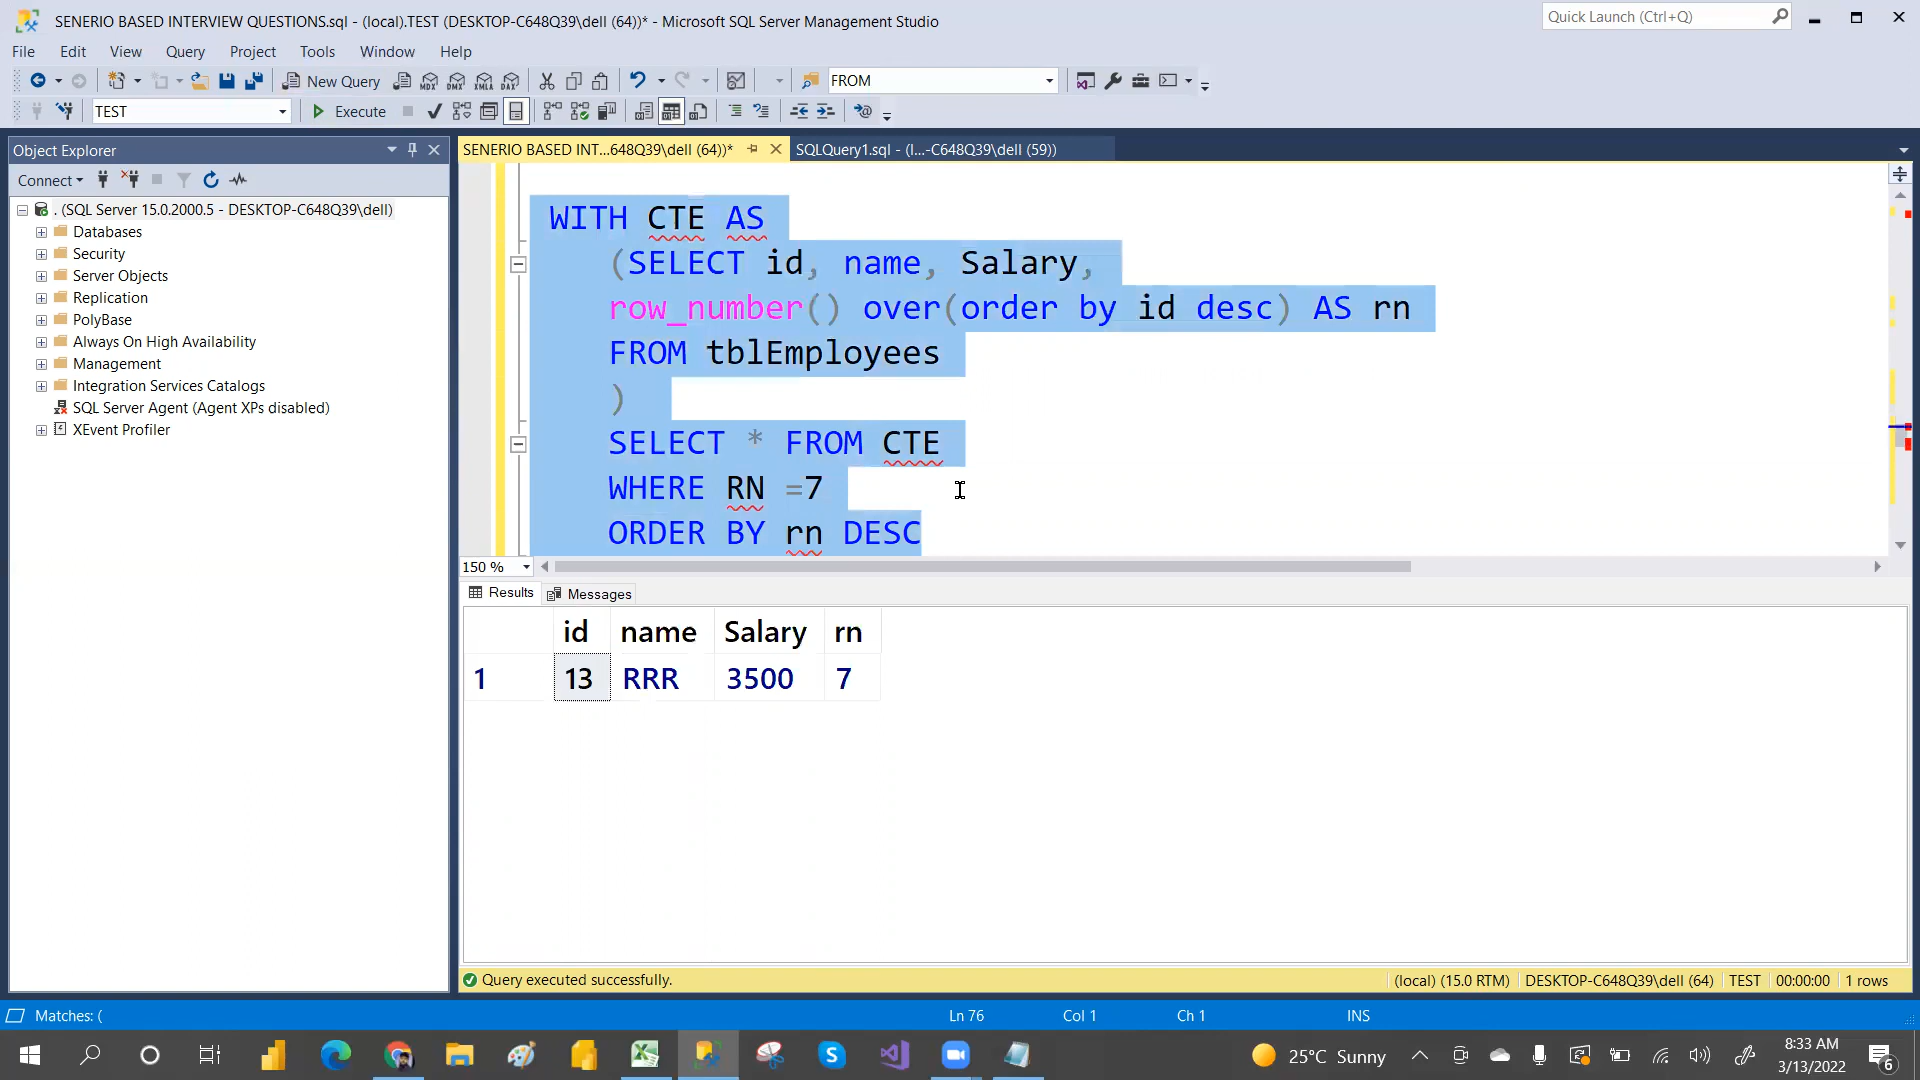 SENERIO BASED INTERVIEW QUESTIONS.sql - (local).TEST (DESKTOP-C648Q39\dell (64))* - Microsoft SQL Server Management Studio
Quick Launch (Ctrl+Q)
File Edit View Query Project Tools Window Help
New Query
FROM
TEST
Execute
Object Explorer
SENERIO BASED INT...648Q39\dell (64))*
SQLQuery1.sql - (l...-C648Q39\dell (59))
Connect
. (SQL Server 15.0.2000.5 - DESKTOP-C648Q39\dell)
Databases
Security
Server Objects
Replication
PolyBase
Always On High Availability
Management
Integration Services Catalogs
SQL Server Agent (Agent XPs disabled)
XEvent Profiler
WITH CTE AS
(SELECT id, name, Salary,
row_number() over(order by id desc) AS rn
FROM tblEmployees
)
SELECT * FROM CTE
WHERE RN =7
ORDER BY rn DESC
150 %
Results Messages
id name Salary rn
1 13 RRR 3500 7
Query executed successfully.
(local) (15.0 RTM) DESKTOP-C648Q39\dell (64) TEST 00:00:00 1 rows
Matches: (
Ln 76 Col 1 Ch 1 INS
25°C Sunny
8:33 AM
3/13/2022
6